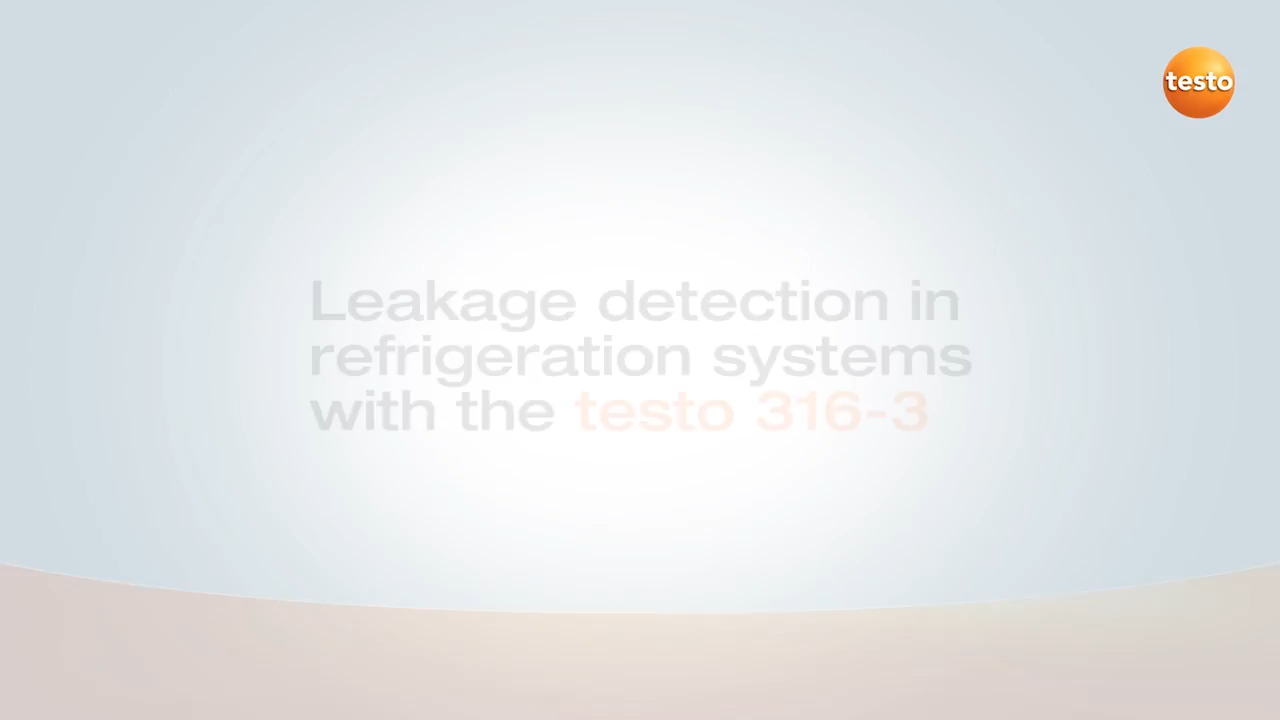 testo
Leakage detection in
refrigeration systems
with the testo 316-3